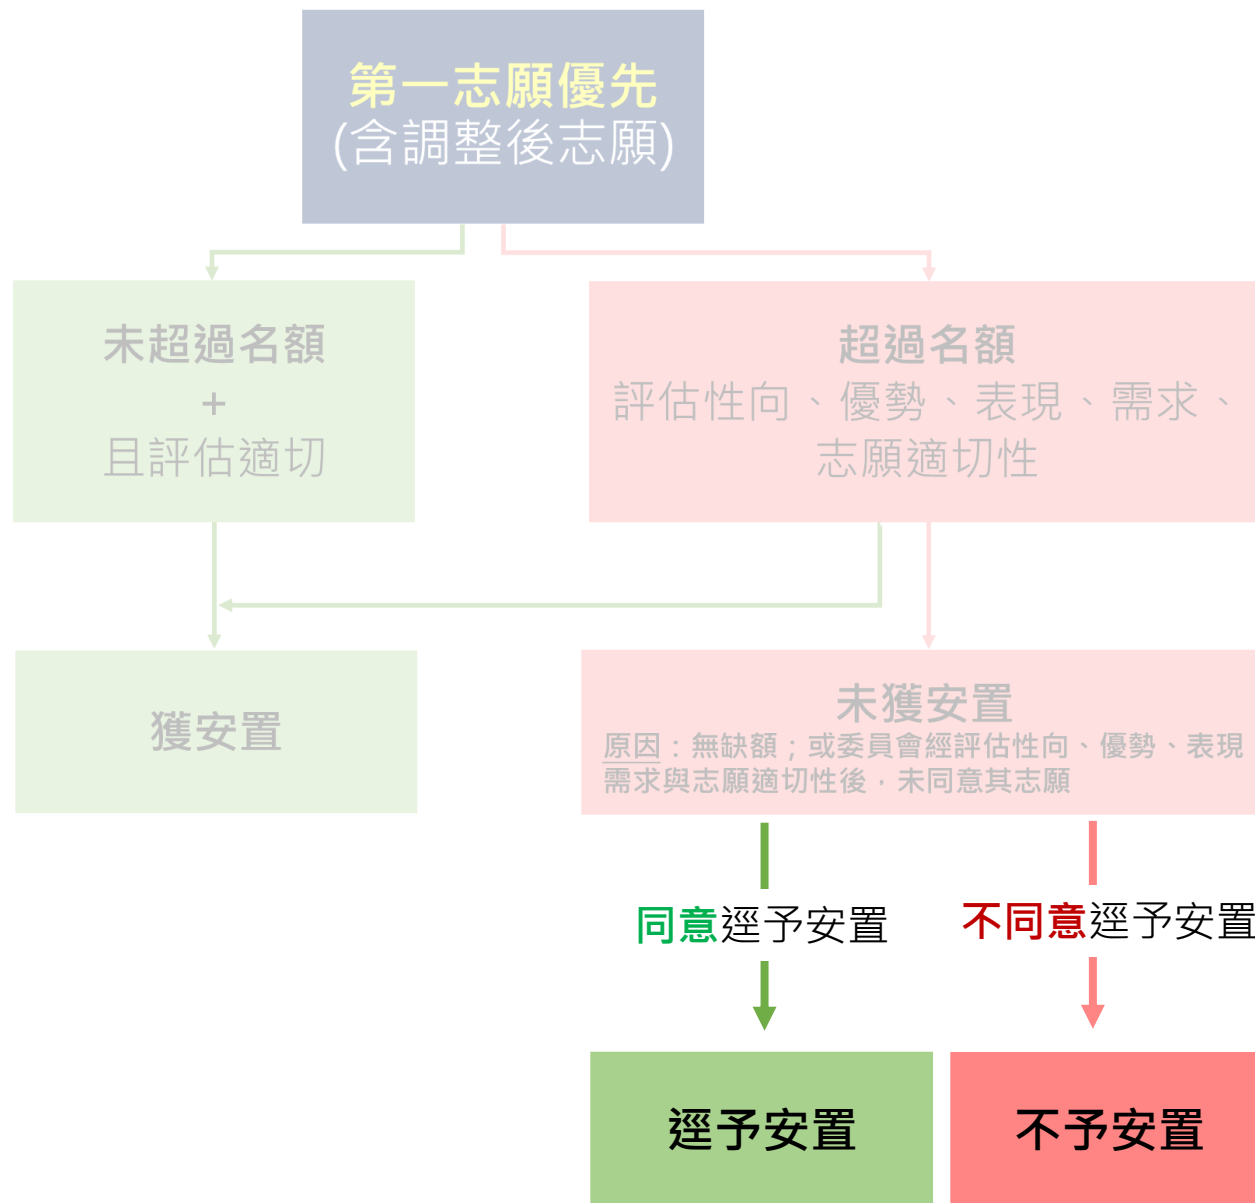 第一志願優先
(含調整後志願)
未超過名額
+
且評估適切
超過名額
評估性向、優勢、表現、需求、
志願適切性
獲安置
未獲安置
原因：無缺額；或委員會經評估性向、優勢、表現
需求與志願適切性後，未同意其志願
同意逕予安置
不同意逕予安置
逕予安置
不予安置